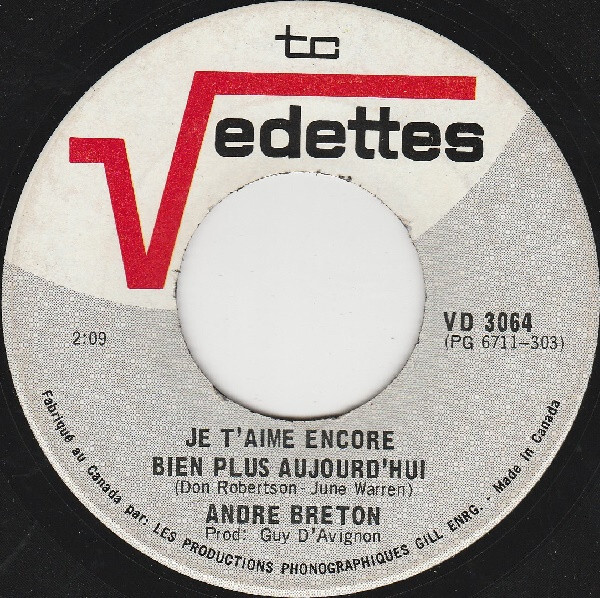 tc
Vedettes
2:09
VD 3064
(PG 6711-303)
JE T'AIME ENCORE
BIEN PLUS AUJOURD'HUI
(Don Robertson - June Warren)
ANDRE BRETON
Prod: Guy D'Avignon
Fabriqué au Canada par: LES PRODUCTIONS PHONOGRAPHIQUES GILL ENRG. - Made in Canada